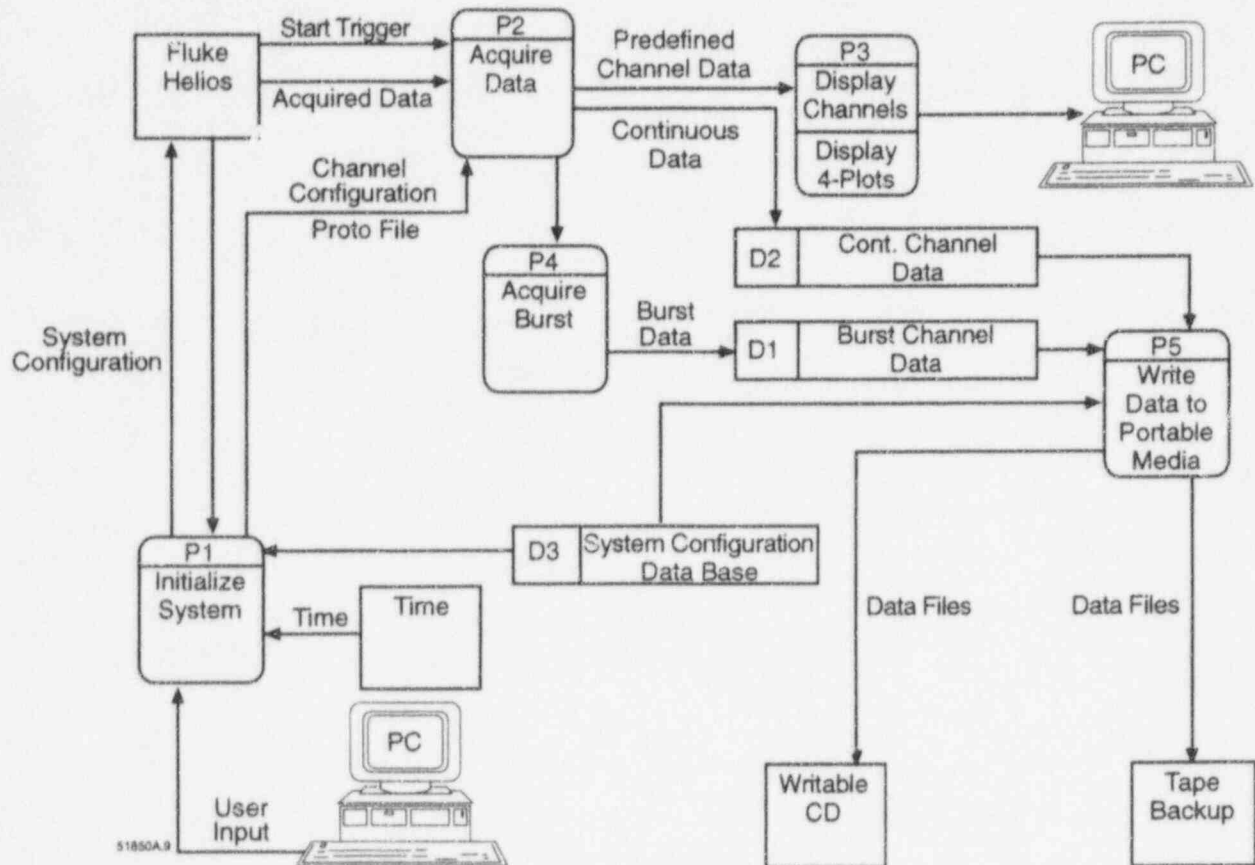 Fluke
Helios
Start Trigger
Acquired Data
P2
Acquire
Data
Predefined
Channel Data
Continuous
Data
P3
Display
Channels
Display
4-Plots
PC
Channel
Configuration
Proto File
P4
Acquire
Burst
Burst
Data
D2
Cont. Channel
Data
D1
Burst Channel
Data
P5
Write
Data to
Portable
Media
System
Configuration
P1
Initialize
System
Time
Time
D3
System Configuration
Data Base
Data Files
Data Files
PC
User
Input
51850A.9
Writable
CD
Tape
Backup